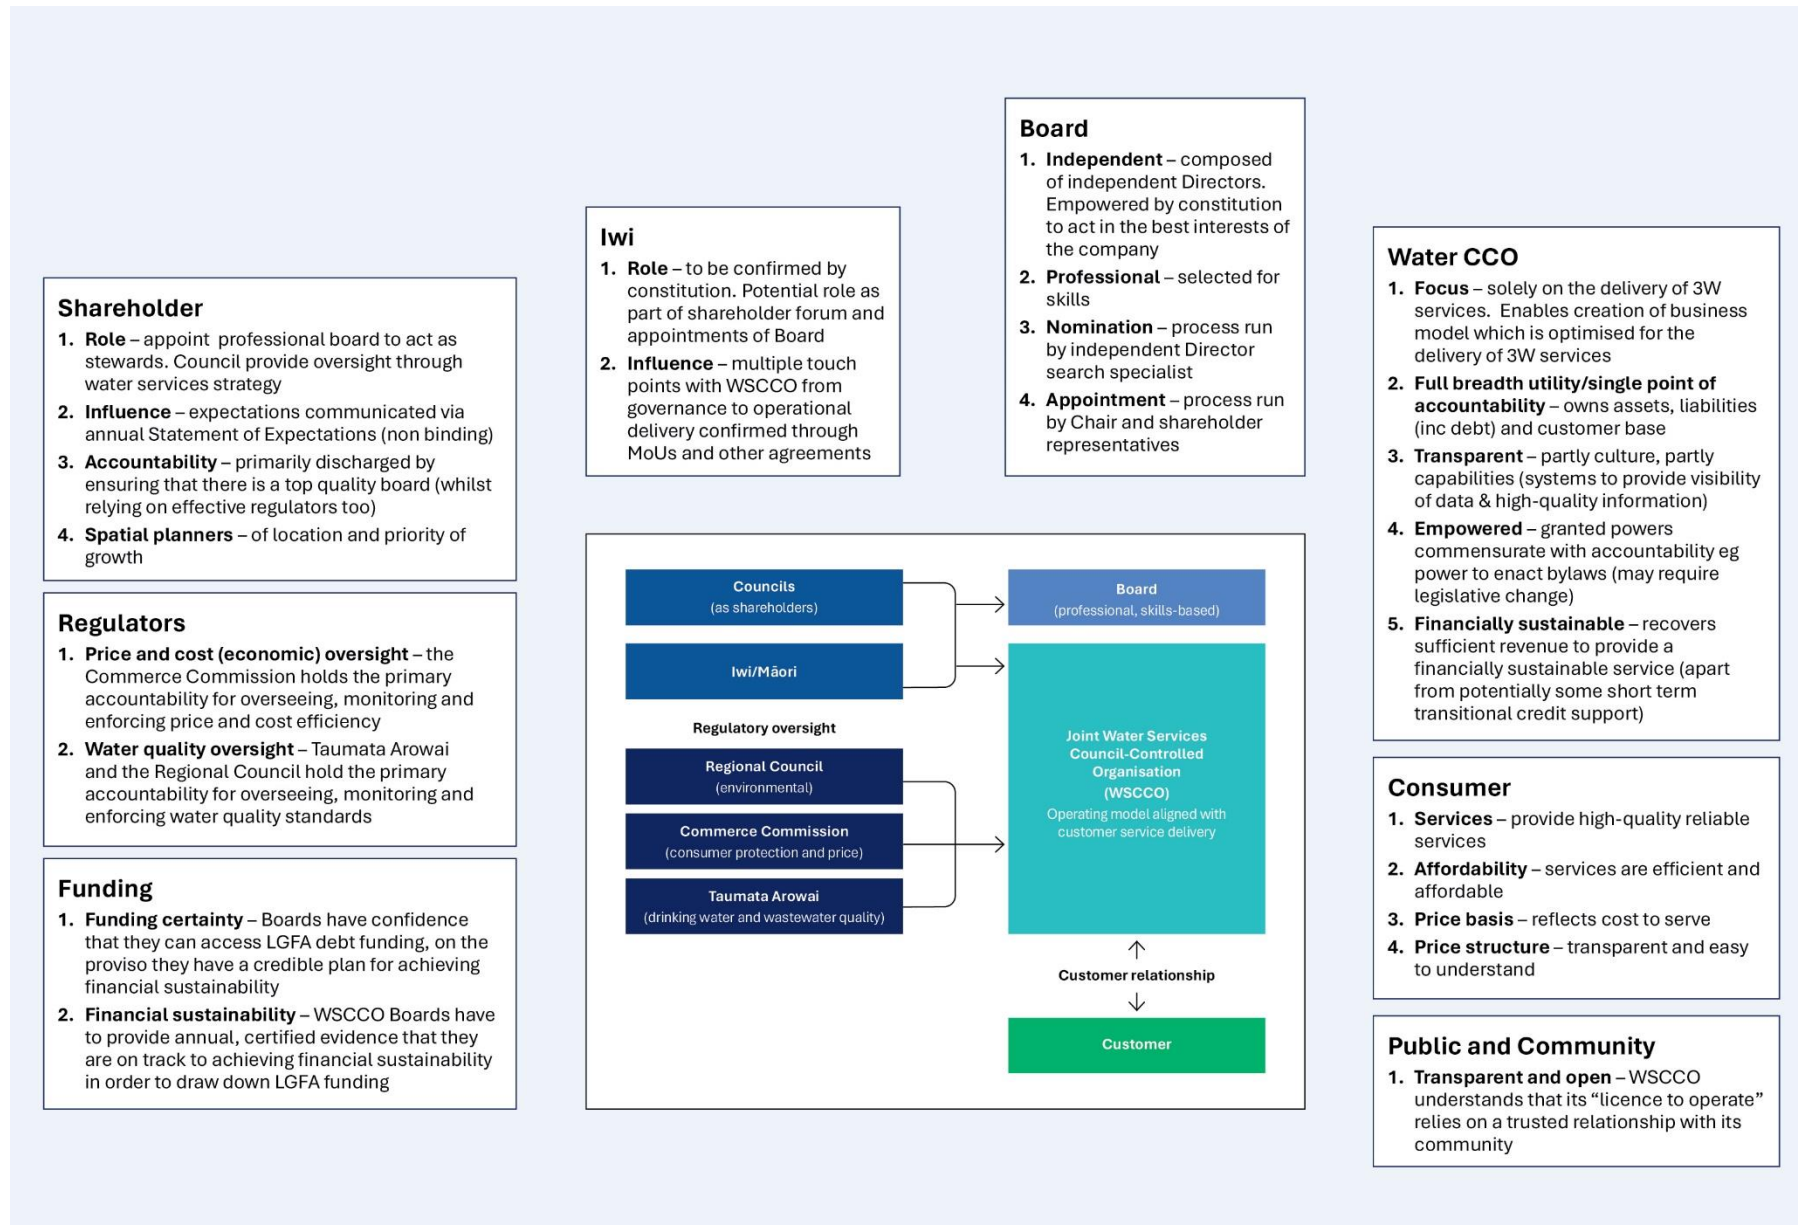 Shareholder
1. Role – appoint professional board to act as
stewards. Council provide oversight through
water services strategy
2. Influence – expectations communicated via
annual Statement of Expectations (non binding)
3. Accountability – primarily discharged by
ensuring that there is a top quality board (whilst
relying on effective regulators too)
4. Spatial planners – of location and priority of
growth
Regulators
1. Price and cost (economic) oversight – the
Commerce Commission holds the primary
accountability for overseeing, monitoring and
enforcing price and cost efficiency
2. Water quality oversight – Taumata Arowai
and the Regional Council hold the primary
accountability for overseeing, monitoring and
enforcing water quality standards
Funding
1. Funding certainty – Boards have confidence
that they can access LGFA debt funding, on the
proviso they have a credible plan for achieving
financial sustainability
2. Financial sustainability – WSCCO Boards have
to provide annual, certified evidence that they
are on track to achieving financial sustainability
in order to draw down LGFA funding
Iwi
1. Role – to be confirmed by
constitution. Potential role as
part of shareholder forum and
appointments of Board
2. Influence – multiple touch
points with WSCCO from
governance to operational
delivery confirmed through
MoUs and other agreements
Board
1. Independent – composed
of independent Directors.
Empowered by constitution
to act in the best interests of
the company
2. Professional – selected for
skills
3. Nomination – process run
by independent Director
search specialist
4. Appointment – process run
by Chair and shareholder
representatives
Councils
(as shareholders)
Iwi/Māori
Regulatory oversight
Regional Council
(environmental)
Commerce Commission
(consumer protection and price)
Taumata Arowai
(drinking water and wastewater quality)
Board
(professional, skills-based)
Joint Water Services
Council-Controlled
Organisation
(WSCCO)
Operating model aligned with
customer service delivery
Customer relationship
Customer
Water CCO
1. Focus – solely on the delivery of 3W
services. Enables creation of business
model which is optimised for the
delivery of 3W services
2. Full breadth utility/single point of
accountability – owns assets, liabilities
(inc debt) and customer base
3. Transparent – partly culture, partly
capabilities (systems to provide visibility
of data & high-quality information)
4. Empowered – granted powers
commensurate with accountability eg
power to enact bylaws (may require
legislative change)
5. Financially sustainable – recovers
sufficient revenue to provide a
financially sustainable service (apart
from potentially some short term
transitional credit support)
Consumer
1. Services – provide high-quality reliable
services
2. Affordability – services are efficient and
affordable
3. Price basis – reflects cost to serve
4. Price structure – transparent and easy
to understand
Public and Community
1. Transparent and open – WSCCO
understands that its “licence to operate”
relies on a trusted relationship with its
community